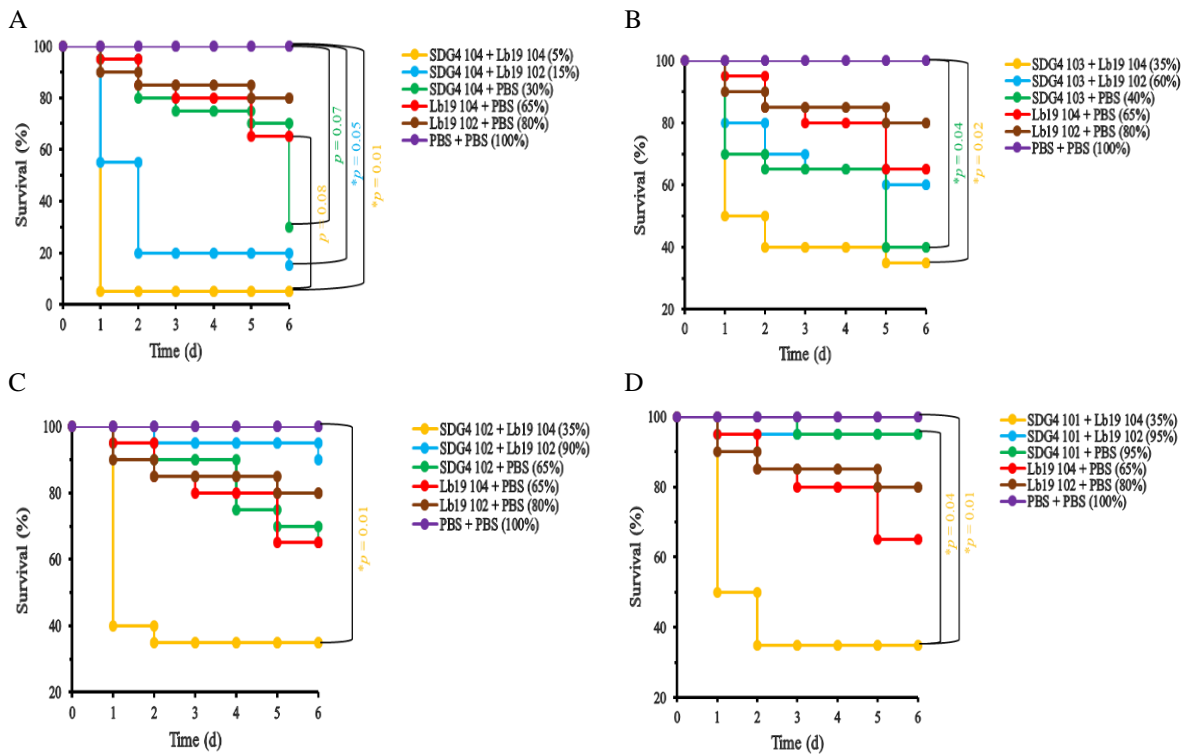 A
100
80
60
40
20
0
0 1 2 3 4 5 6
Survival (%)
Time (d)
SDG4 104 + Lb19 104 (5%)
SDG4 104 + Lb19 102 (15%)
SDG4 104 + PBS (30%)
Lb19 104 + PBS (65%)
Lb19 102 + PBS (80%)
PBS + PBS (100%)
p = 0.08
p = 0.07
*p = 0.05
*p = 0.01
B
100
80
60
40
20
0 1 2 3 4 5 6
Survival (%)
Time (d)
SDG4 103 + Lb19 104 (35%)
SDG4 103 + Lb19 102 (60%)
SDG4 103 + PBS (40%)
Lb19 104 + PBS (65%)
Lb19 102 + PBS (80%)
PBS + PBS (100%)
*p = 0.04
*p = 0.02
C
100
80
60
40
20
0 1 2 3 4 5 6
Survival (%)
Time (d)
SDG4 102 + Lb19 104 (35%)
SDG4 102 + Lb19 102 (90%)
SDG4 102 + PBS (65%)
Lb19 104 + PBS (65%)
Lb19 102 + PBS (80%)
PBS + PBS (100%)
*p = 0.01
D
100
80
60
40
20
0 1 2 3 4 5 6
Survival (%)
Time (d)
SDG4 101 + Lb19 104 (35%)
SDG4 101 + Lb19 102 (95%)
SDG4 101 + PBS (95%)
Lb19 104 + PBS (65%)
Lb19 102 + PBS (80%)
PBS + PBS (100%)
*p = 0.04
*p = 0.01